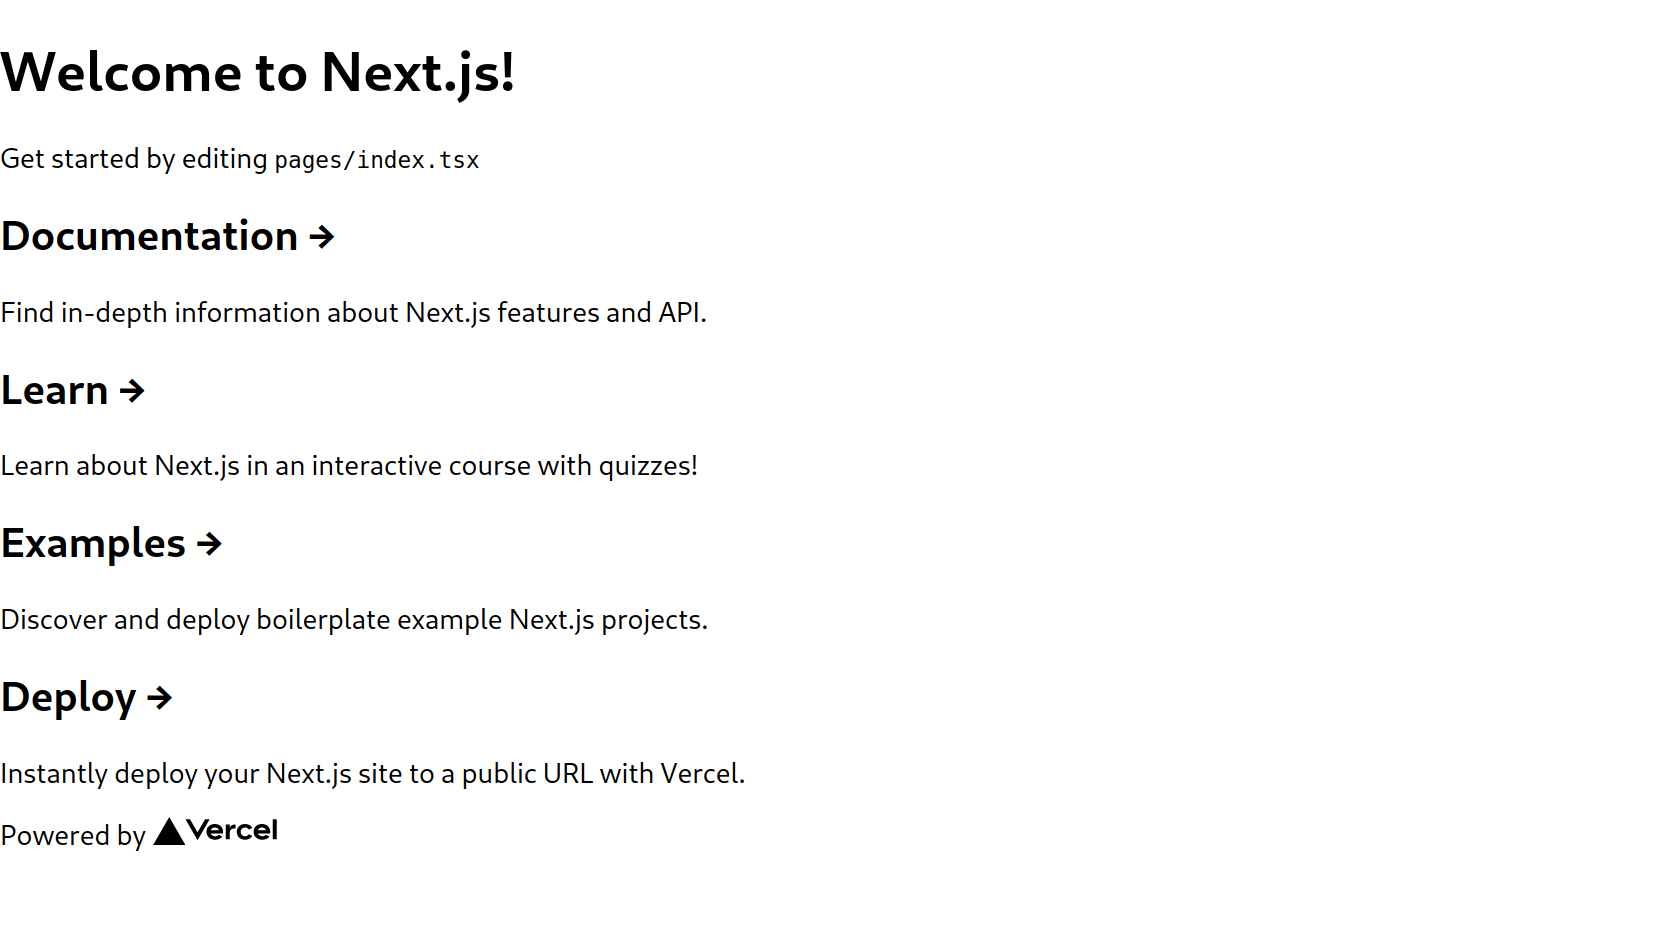 Welcome to Next.js!
Get started by editing pages/index.tsx
Documentation →
Find in-depth information about Next.js features and API.
Learn →
Learn about Next.js in an interactive course with quizzes!
Examples →
Discover and deploy boilerplate example Next.js projects.
Deploy →
Instantly deploy your Next.js site to a public URL with Vercel.
Powered by Vercel